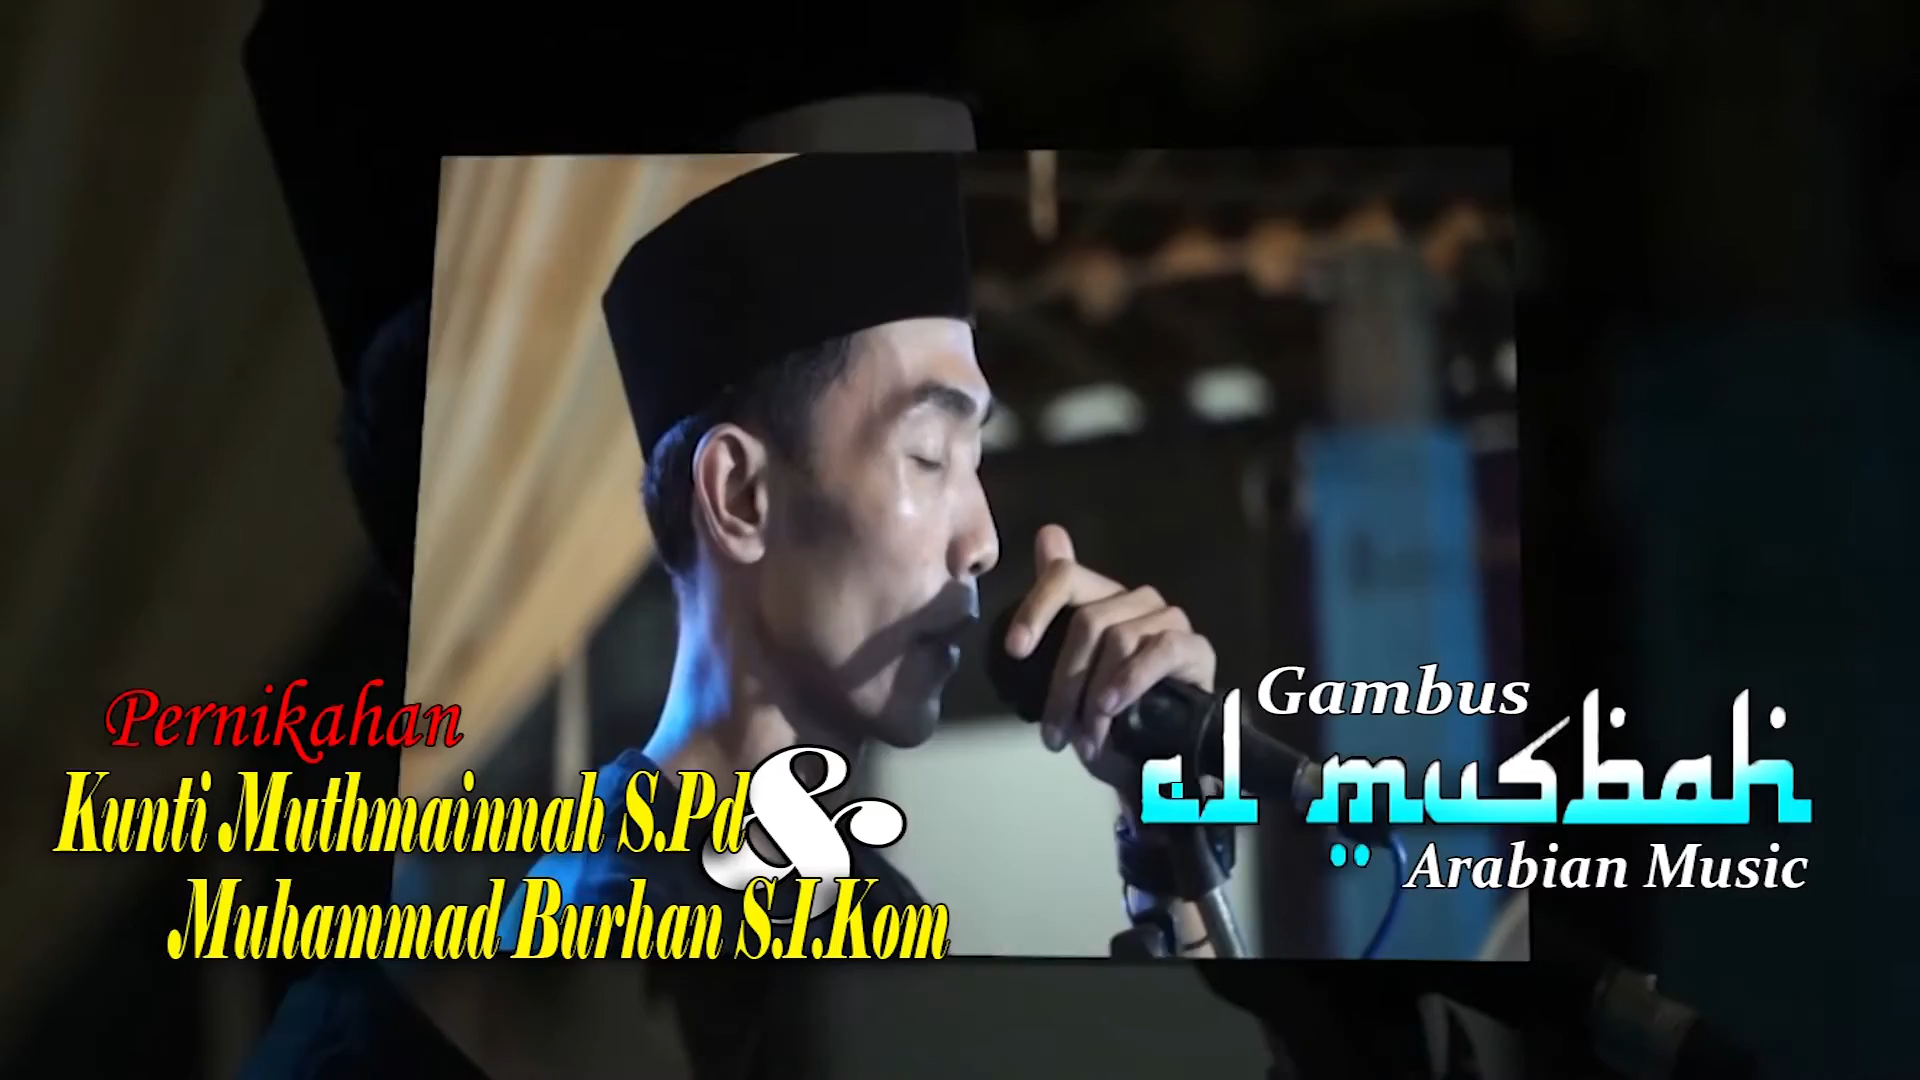 Pernikahan
Kunti Muthmainnah S.Pd
&
Muhammad Burhan S.I.Kom
Gambus
el musbah
Arabian Music